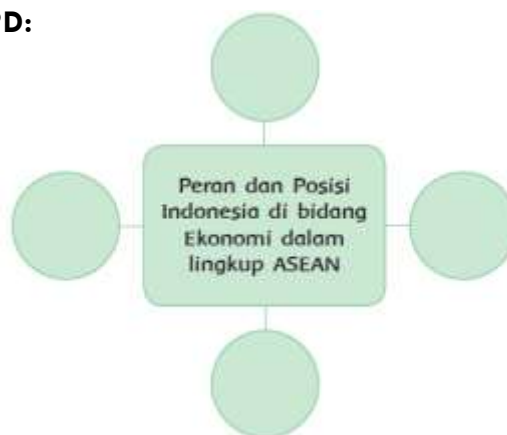 D:
Peran dan Posisi
Indonesia di bidang
Ekonomi dalam
lingkup ASEAN